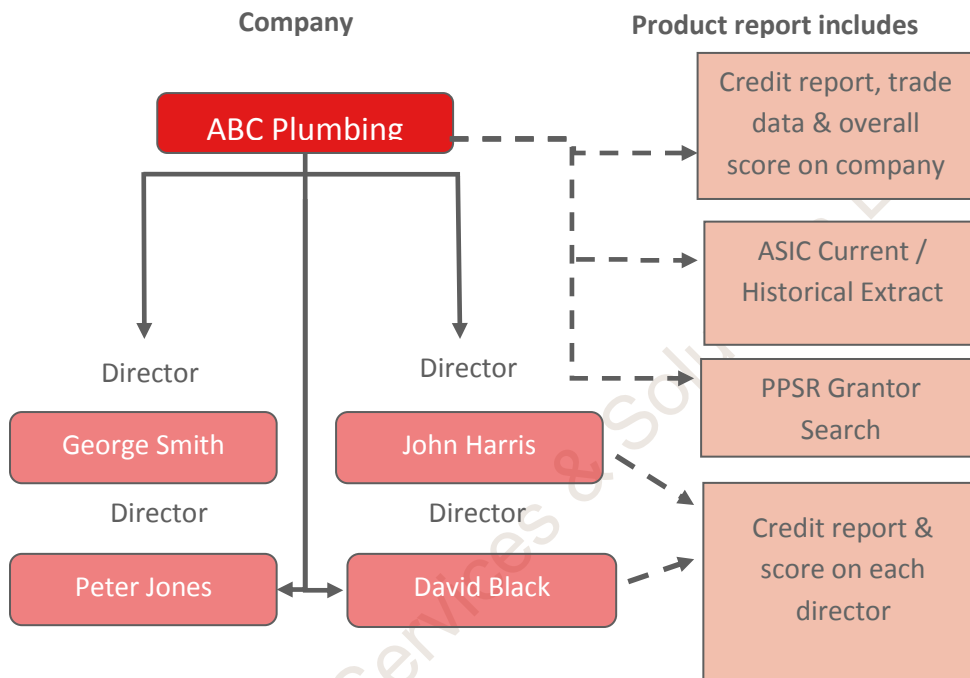 Company
Product report includes
ABC Plumbing
Credit report, trade
data & overall
score on company
ASIC Current /
Historical Extract
Director
Director
PPSR Grantor
Search
George Smith
John Harris
Director
Director
Peter Jones
David Black
Credit report &
score on each
director
Services & Solu